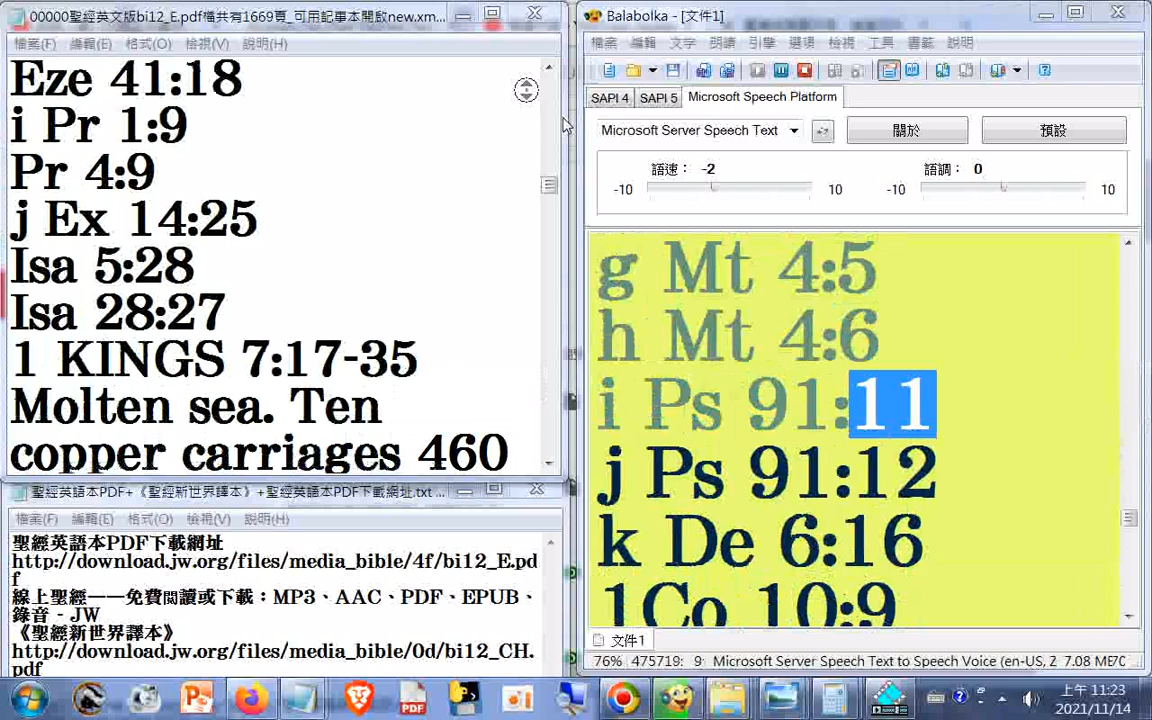 00000聖經英文版bi12_E.pdf檔共有1669頁_可用記事本開啟new.xm...
檔案(F) 編輯(E) 格式(O) 檢視(V) 說明(H)
Eze 41:18
i Pr 1:9
Pr 4:9
j Ex 14:25
Isa 5:28
Isa 28:27
1 KINGS 7:17-35
Molten sea. Ten
copper carriages 460
聖經英語本PDF+《聖經新世界譯本》+聖經英語本PDF下載網址.txt ...
檔案(F) 編輯(E) 格式(O) 檢視(V) 說明(H)
聖經英語本PDF下載網址
http://download.jw.org/files/media_bible/4f/bi12_E.pd
f
線上聖經——免費閱讀或下載：MP3、AAC、PDF、EPUB、
錄音 - JW
《聖經新世界譯本》
http://download.jw.org/files/media_bible/0d/bi12_CH.
pdf
Balabolka - [文件1]
檔案 編輯 文字 朗讀 引擎 選項 檢視 工具 書籤 說明
SAPI 4 SAPI 5 Microsoft Speech Platform
Microsoft Server Speech Text 關於 預設
語速： -2 語調： 0
-10 10 -10 10
g Mt 4:5
h Mt 4:6
i Ps 91:11
j Ps 91:12
k De 6:16
1Co 10:9
文件1
76% 475719: 9: Microsoft Server Speech Text to Speech Voice (en-US, 2 7.08 ME
PDF
上午 11:23
2021/11/14